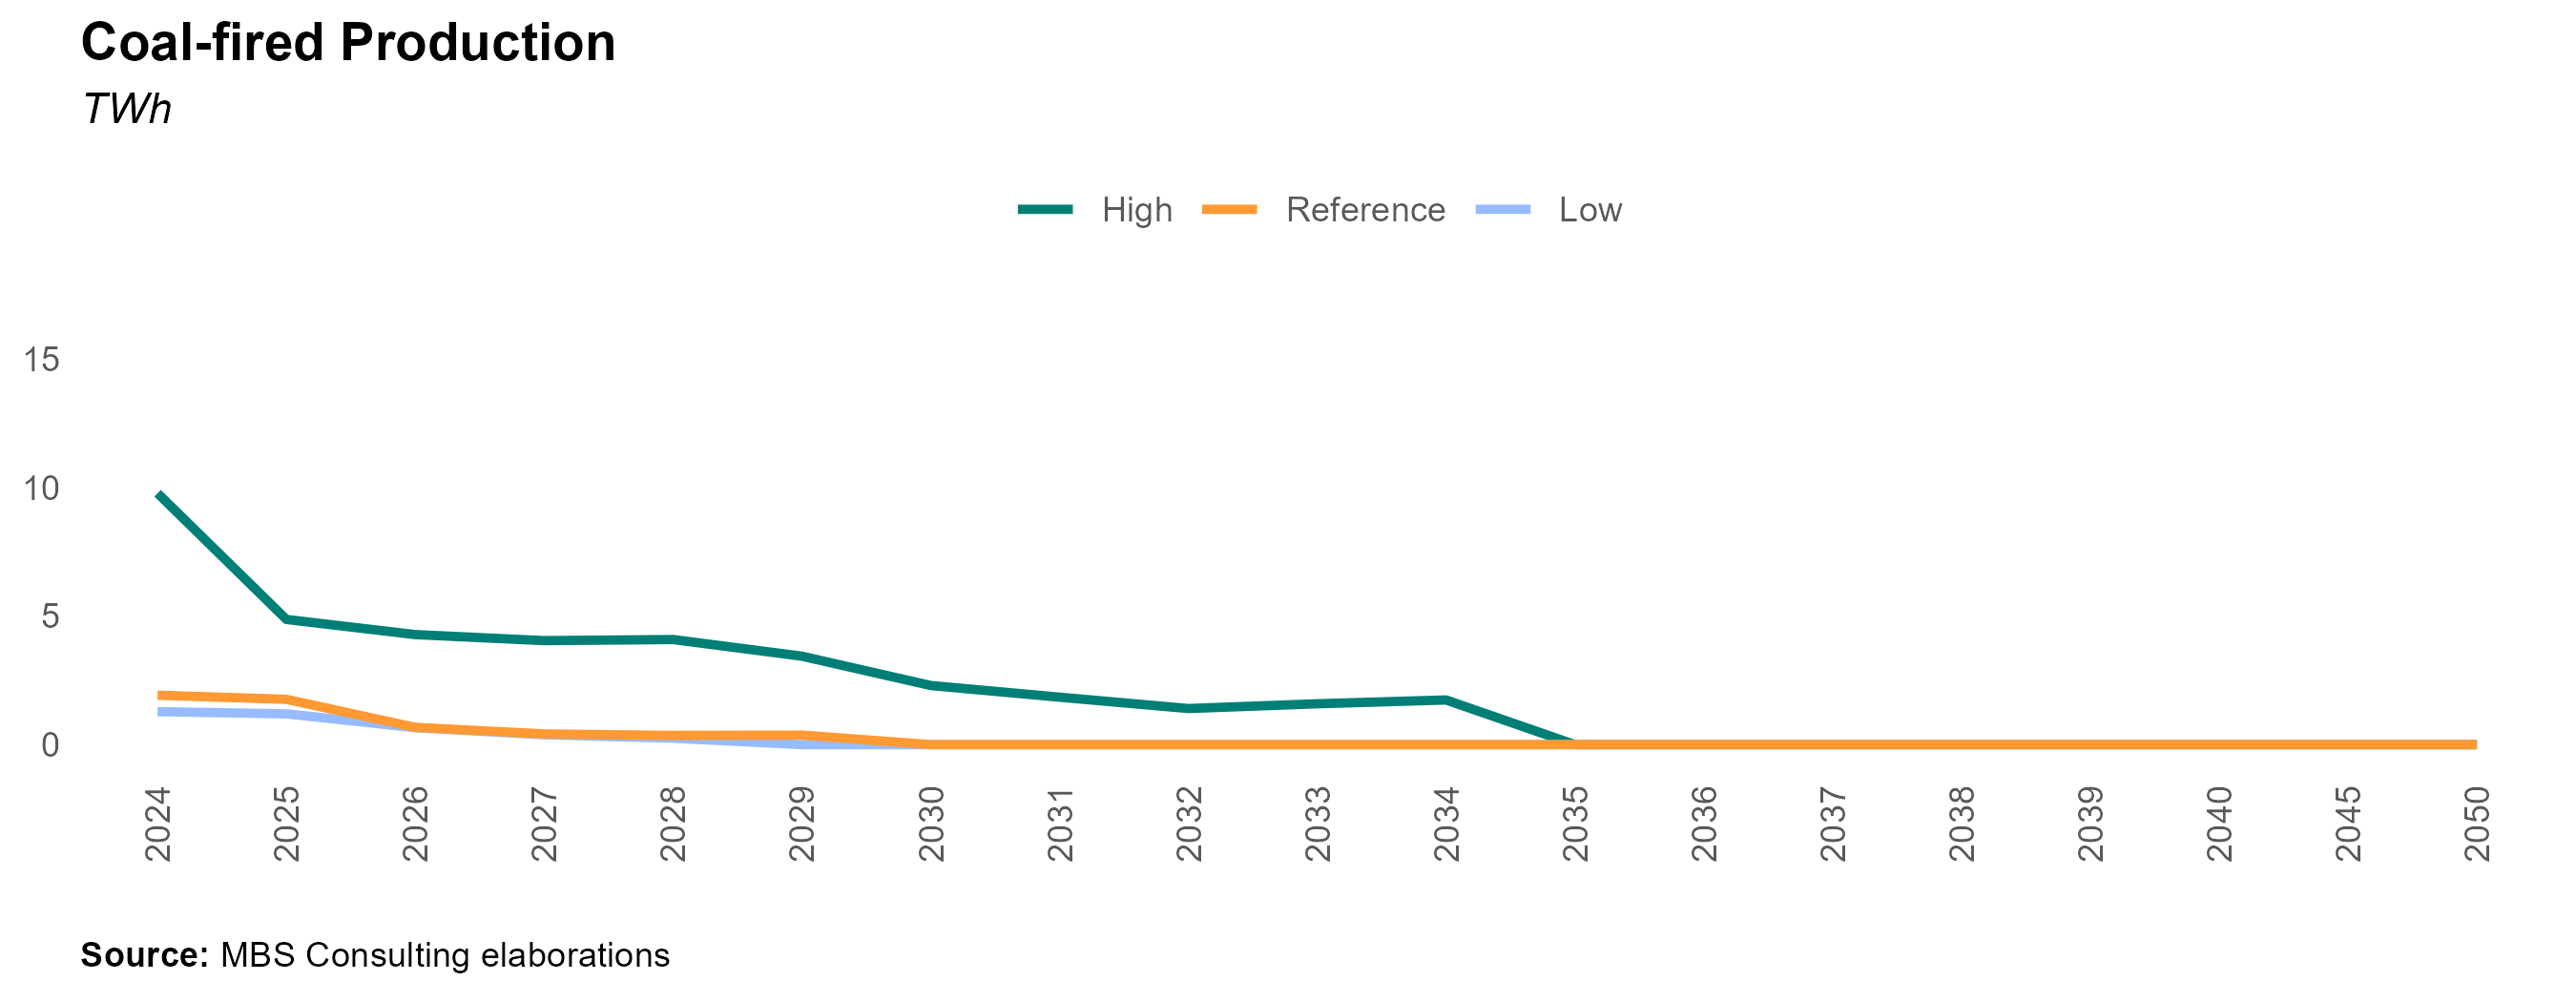 Coal-fired Production
TWh
High Reference Low
15
10
5
0
2024 2025 2026 2027 2028 2029 2030 2031 2032 2033 2034 2035 2036 2037 2038 2039 2040 2045 2050
Source: MBS Consulting elaborations